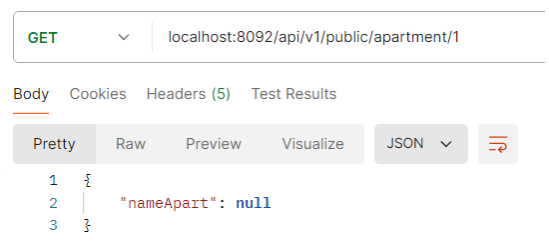 GET localhost:8092/api/v1/public/apartment/1
Body Cookies Headers (5) Test Results
Pretty Raw Preview Visualize JSON
1 {
2 "nameApart": null
3 }